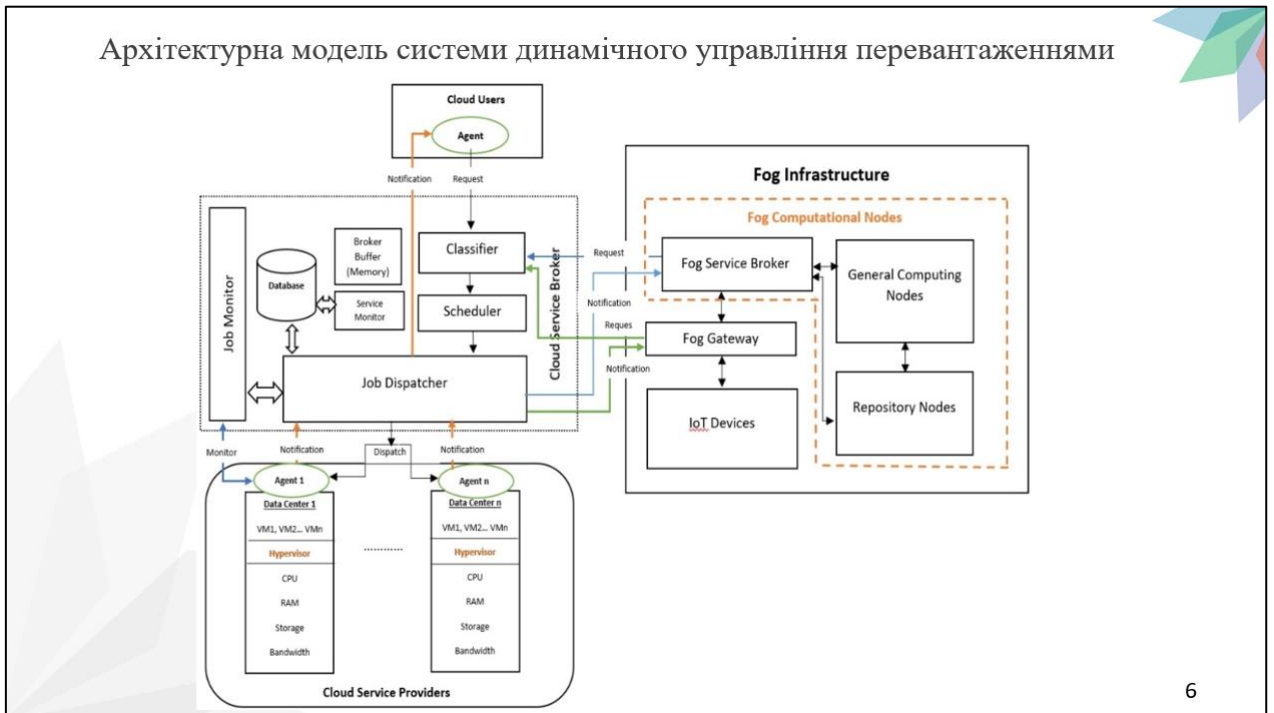 Архітектурна модель системи динамічного управління перевантаженнями
Cloud Users
Agent
Notification
Request
Job Monitor
Database
Broker
Buffer
(Memory)
Service
Monitor
Classifier
Scheduler
Job Dispatcher
Cloud Service Broker
Request
Notification
Reques
Notification
Fog Infrastructure
Fog Computational Nodes
Fog Service Broker
General Computing
Nodes
Fog Gateway
IoT Devices
Repository Nodes
Monitor
Notification
Dispatch
Notification
Agent 1
Data Center 1
VM1, VM2... VMn
Hypervisor
CPU
RAM
Storage
Bandwidth
............
Agent n
Data Center n
VM1, VM2... VMn
Hypervisor
CPU
RAM
Storage
Bandwidth
Cloud Service Providers
6